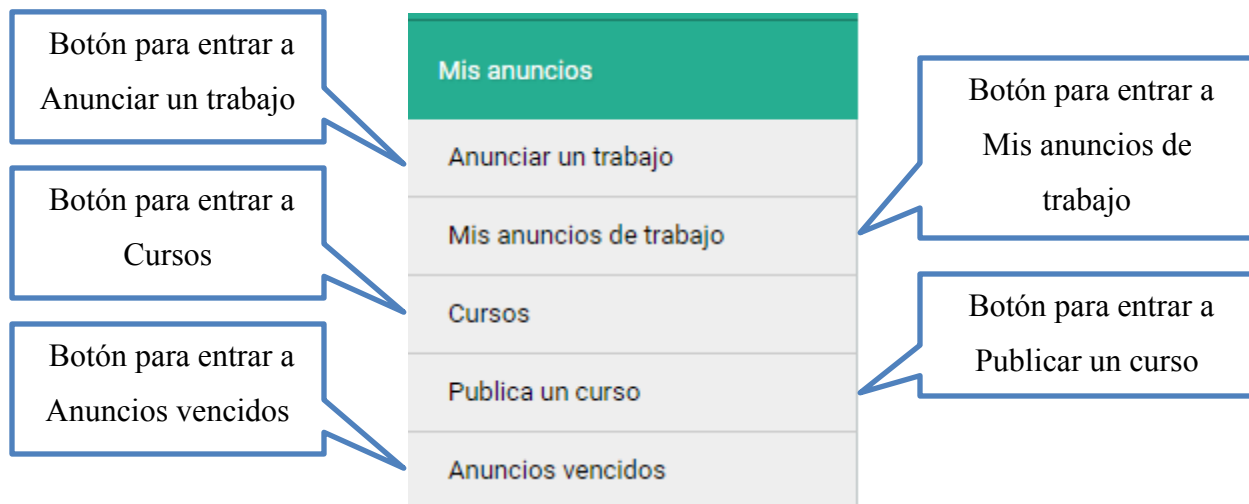 Botón para entrar a
Anunciar un trabajo
Botón para entrar a
Cursos
Botón para entrar a
Anuncios vencidos
Mis anuncios
Anunciar un trabajo
Mis anuncios de trabajo
Cursos
Publica un curso
Anuncios vencidos
Botón para entrar a
Mis anuncios de
trabajo
Botón para entrar a
Publicar un curso